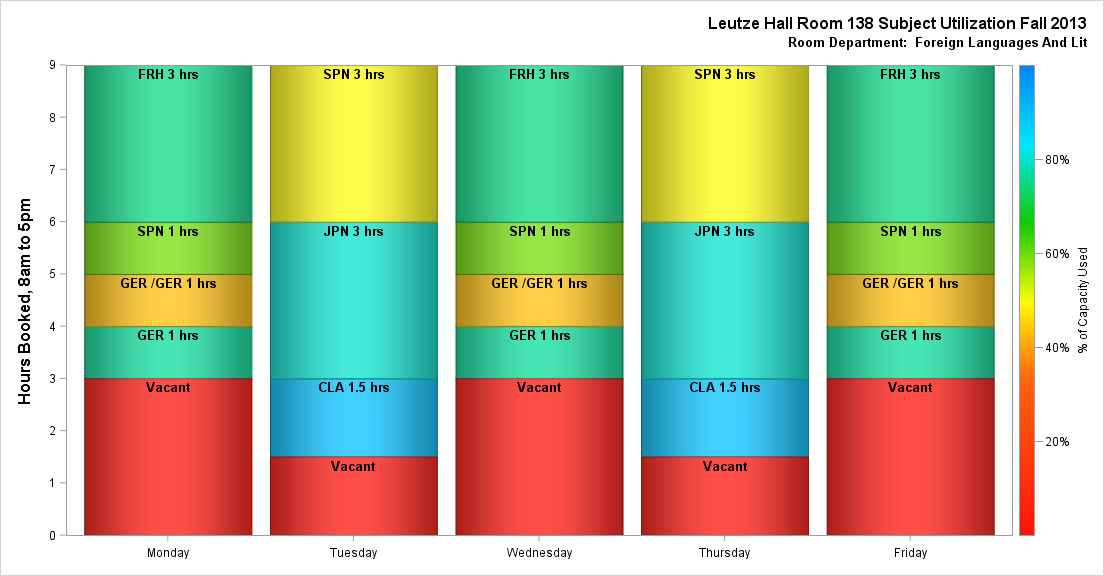 Leutze Hall Room 138 Subject Utilization Fall 2013
Room Department:  Foreign Languages And Lit
Hours Booked, 8am to 5pm
9
8
7
6
5
4
3
2
1
0
FRH 3 hrs
SPN 1 hrs
GER /GER 1 hrs
GER 1 hrs
Vacant
SPN 3 hrs
JPN 3 hrs
CLA 1.5 hrs
Vacant
FRH 3 hrs
SPN 1 hrs
GER /GER 1 hrs
GER 1 hrs
Vacant
SPN 3 hrs
JPN 3 hrs
CLA 1.5 hrs
Vacant
FRH 3 hrs
SPN 1 hrs
GER /GER 1 hrs
GER 1 hrs
Vacant
Monday
Tuesday
Wednesday
Thursday
Friday
80%
60%
40%
20%
% of Capacity Used